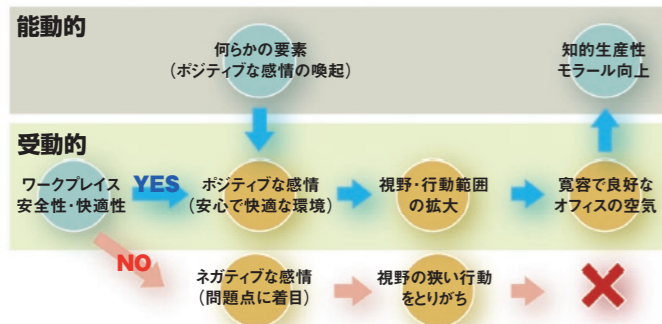 能動的
何らかの要素
(ポジティブな感情の喚起)
知的生産性
モラール向上
受動的
ワークプレイス
安全性・快適性
YES
ポジティブな感情
(安心で快適な環境)
視野・行動範囲
の拡大
寛容で良好な
オフィスの空気
NO
ネガティブな感情
(問題点に着目)
視野の狭い行動
をとりがち